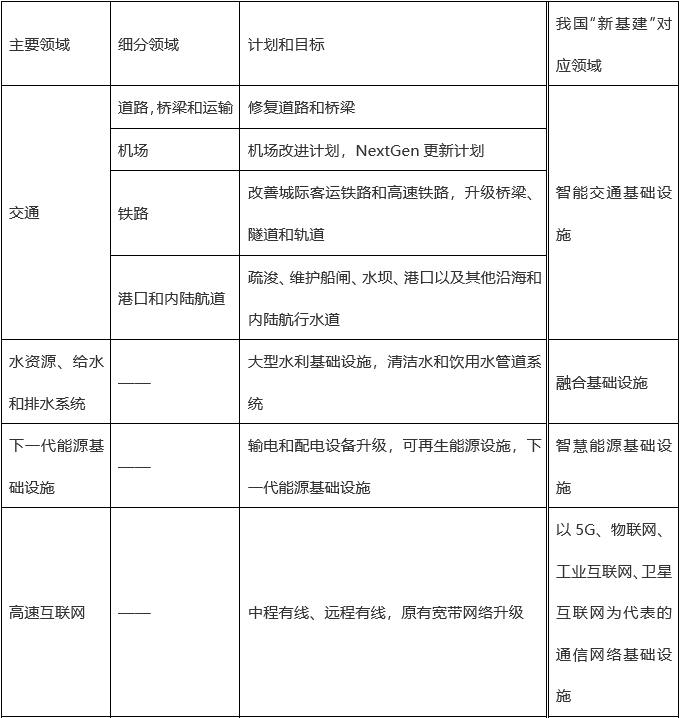 主要领域
细分领域
计划和目标
我国“新基建”对
应领域
交通
道路,桥梁和运输
修复道路和桥梁
智能交通基础设
施
机场
机场改进计划，NextGen 更新计划
铁路
改善城际客运铁路和高速铁路，升级桥梁、
隧道和轨道
港口和内陆航道
疏浚、维护船闸、水坝、港口以及其他沿海和
内陆航行水道
水资源、给水
和排水系统
——
大型水利基础设施，清洁水和饮用水管道系
统
融合基础设施
下一代能源基
础设施
——
输电和配电设备升级，可再生能源设施，下
一代能源基础设施
智慧能源基础设
施
高速互联网
——
中程有线、远程有线，原有宽带网络升级
以 5G、物联网、
工业互联网、卫星
互联网为代表的
通信网络基础设
施